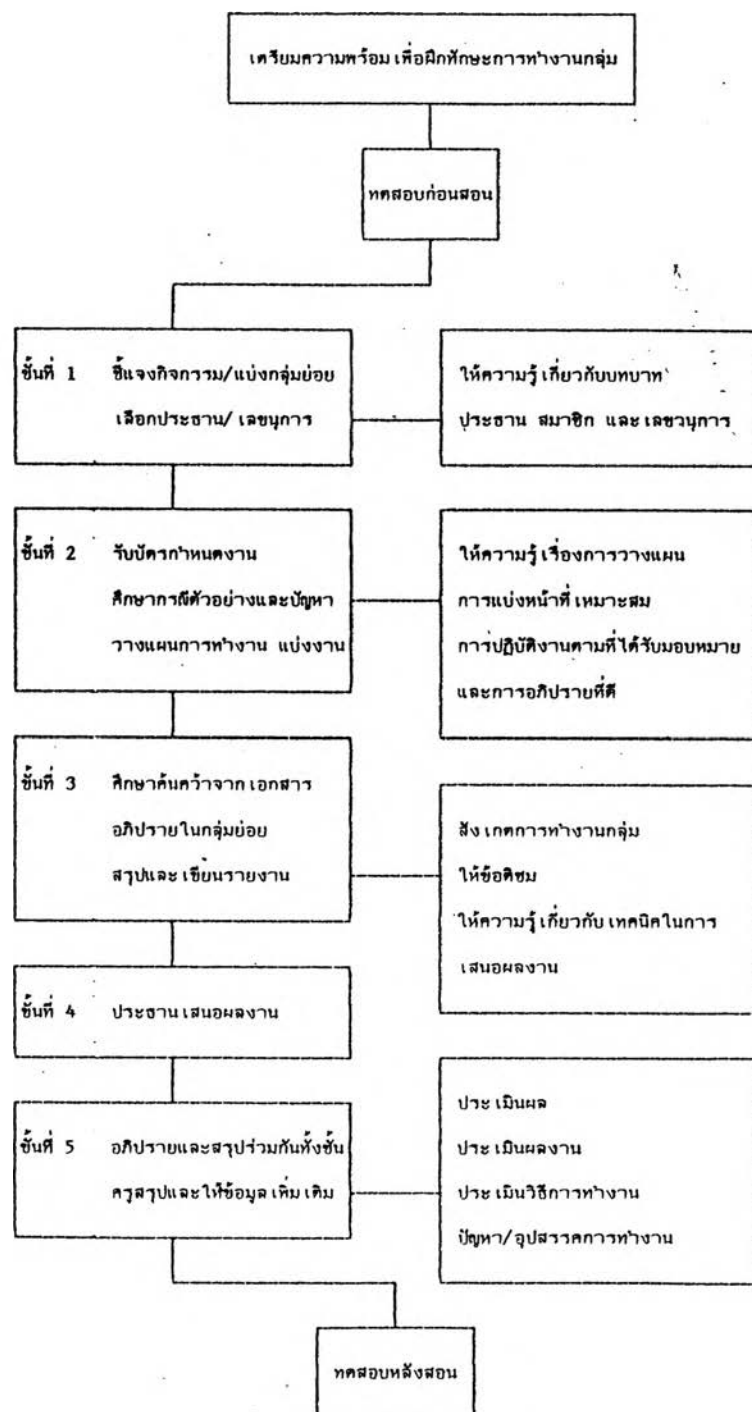 เตรียมความพร้อมเพื่อฝึกทักษะการทำงานกลุ่ม
ทดสอบก่อนสอน
ขั้นที่ 1 ชี้แจงกิจกรรม/แบ่งกลุ่มย่อย
เลือกประธาน/เลขนุการ
ให้ความรู้เกี่ยวกับบทบาท
ประธาน สมาชิก และเลขานุการ
ขั้นที่ 2 รับบัตรกำหนดงาน
ศึกษากรณีตัวอย่างและปัญหา
วางแผนการทำงาน แบ่งงาน
ให้ความรู้เรื่องการวางแผน
การแบ่งหน้าที่เหมาะสม
การปฏิบัติงานตามที่ได้รับมอบหมาย
และการอภิปรายที่ดี
ขั้นที่ 3 ศึกษาค้นคว้าจากเอกสาร
อภิปรายในกลุ่มย่อย
สรุปและเขียนรายงาน
สังเกตการทำงานกลุ่ม
ให้ข้อติชม
ให้ความรู้เกี่ยวกับเทคนิคในการ
เสนอผลงาน
ขั้นที่ 4 ประธานเสนอผลงาน
ขั้นที่ 5 อภิปรายและสรุปร่วมกันทั้งชั้น
ครูสรุปและให้ข้อมูลเพิ่มเติม
ประเมินผล
ประเมินผลงาน
ประเมินวิธีการทำงาน
ปัญหา/อุปสรรคการทำงาน
ทดสอบหลังสอน